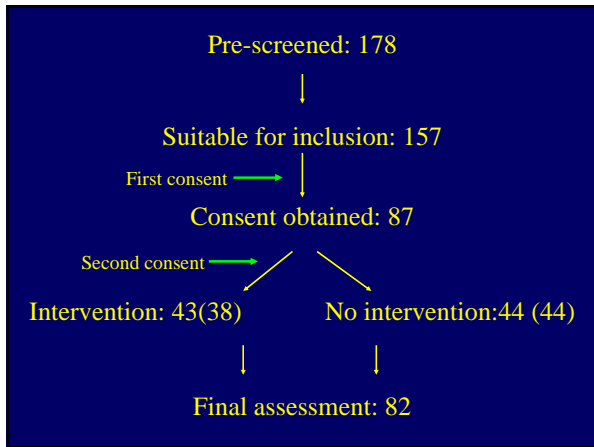 Pre-screened: 178
Suitable for inclusion: 157
First consent
Consent obtained: 87
Second consent
Intervention: 43(38)
No intervention:44 (44)
Final assessment: 82